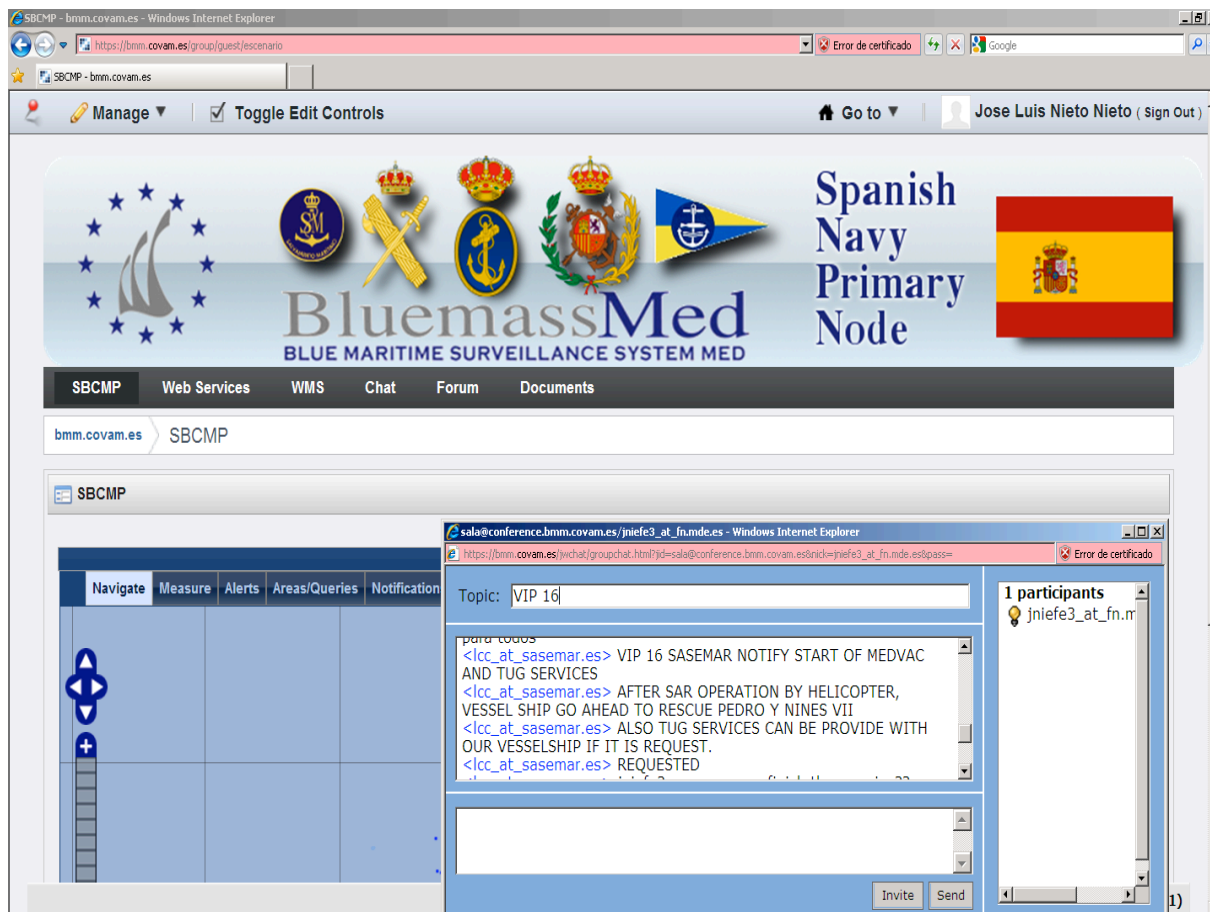 SBCMP - bmm.covam.es - Windows Internet Explorer
https://bmm.covam.es/group/guest/escenario
Error de certificado
Google
SBCMP - bmm.covam.es
Manage
Toggle Edit Controls
Go to
Jose Luis Nieto Nieto ( Sign Out )
SM
Spanish
Navy
Primary
Node
BluemassMed
BLUE MARITIME SURVEILLANCE SYSTEM MED
SBCMP Web Services WMS Chat Forum Documents
bmm.covam.es SBCMP
SBCMP
Navigate Measure Alerts Areas/Queries Notification
sala@conference.bmm.covam.es/jniefe3_at_fn.mde.es - Windows Internet Explorer
https://bmm.covam.es/jwchat/groupchat.html?jid=sala@conference.bmm.covam.es&nick=jniefe3_at_fn.mde.es&pass=
Error de certificado
Topic: VIP 16
para todos
<lcc_at_sasemar.es> VIP 16 SASEMAR NOTIFY START OF MEDVAC
AND TUG SERVICES
<lcc_at_sasemar.es> AFTER SAR OPERATION BY HELICOPTER,
VESSEL SHIP GO AHEAD TO RESCUE PEDRO Y NINES VII
<lcc_at_sasemar.es> ALSO TUG SERVICES CAN BE PROVIDE WITH
OUR VESSELSHIP IF IT IS REQUEST.
<lcc_at_sasemar.es> REQUESTED
1 participants
jniefe3_at_fn.m
Invite Send
1)